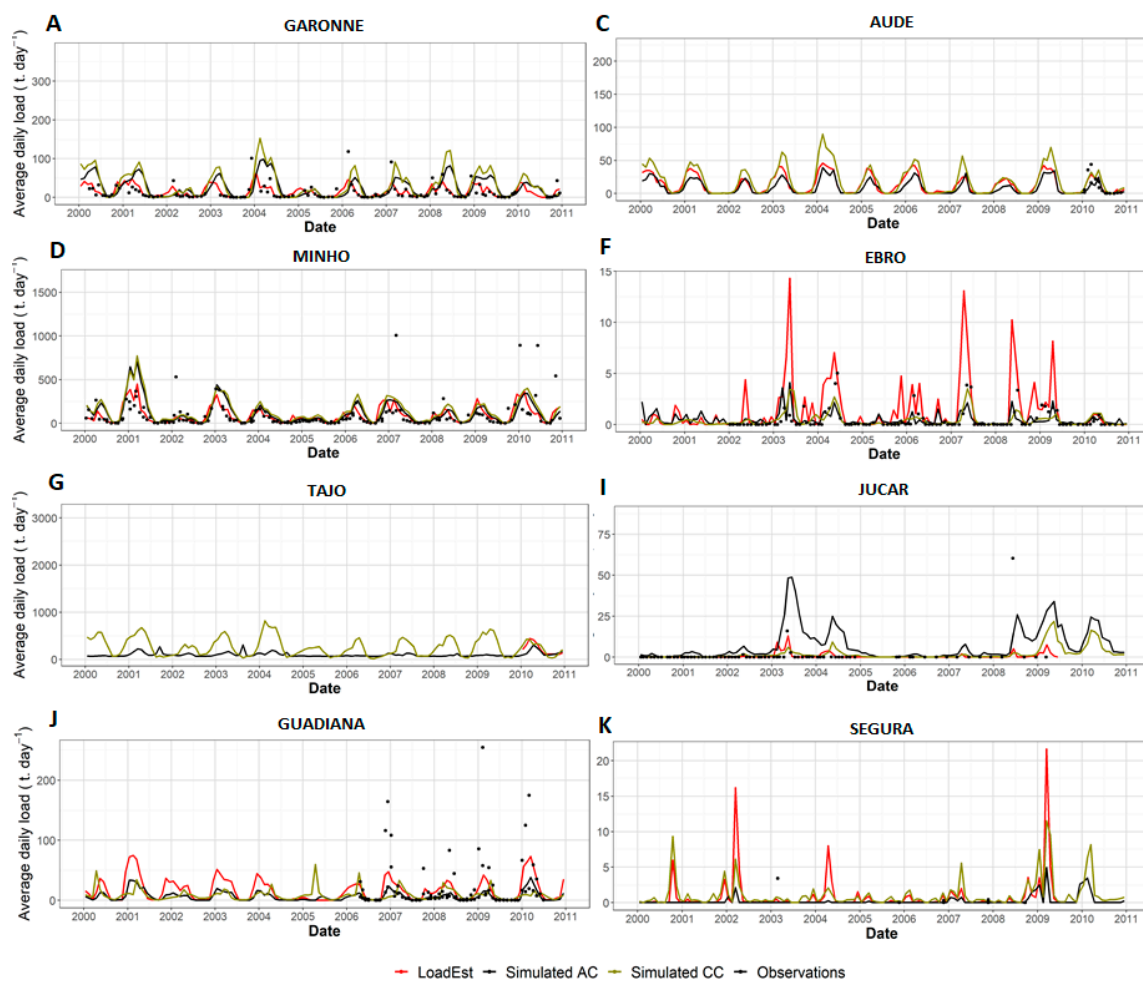 A
GARONNE
Average daily load ( t. day⁻¹)
300
200
100
0
2000 2001 2002 2003 2004 2005 2006 2007 2008 2009 2010 2011
Date
C
AUDE
200
150
100
50
0
2000 2001 2002 2003 2004 2005 2006 2007 2008 2009 2010 2011
Date
D
MINHO
Average daily load ( t. day⁻¹)
1500
1000
500
0
2000 2001 2002 2003 2004 2005 2006 2007 2008 2009 2010 2011
Date
F
EBRO
15
10
5
0
2000 2001 2002 2003 2004 2005 2006 2007 2008 2009 2010 2011
Date
G
TAJO
Average daily load ( t. day⁻¹)
3000
2000
1000
0
2000 2001 2002 2003 2004 2005 2006 2007 2008 2009 2010 2011
Date
I
JUCAR
75
50
25
0
2000 2001 2002 2003 2004 2005 2006 2007 2008 2009 2010 2011
Date
J
GUADIANA
Average daily load ( t. day⁻¹)
200
100
0
2000 2001 2002 2003 2004 2005 2006 2007 2008 2009 2010 2011
Date
K
SEGURA
20
15
10
5
0
2000 2001 2002 2003 2004 2005 2006 2007 2008 2009 2010 2011
Date
LoadEst Simulated AC Simulated CC Observations